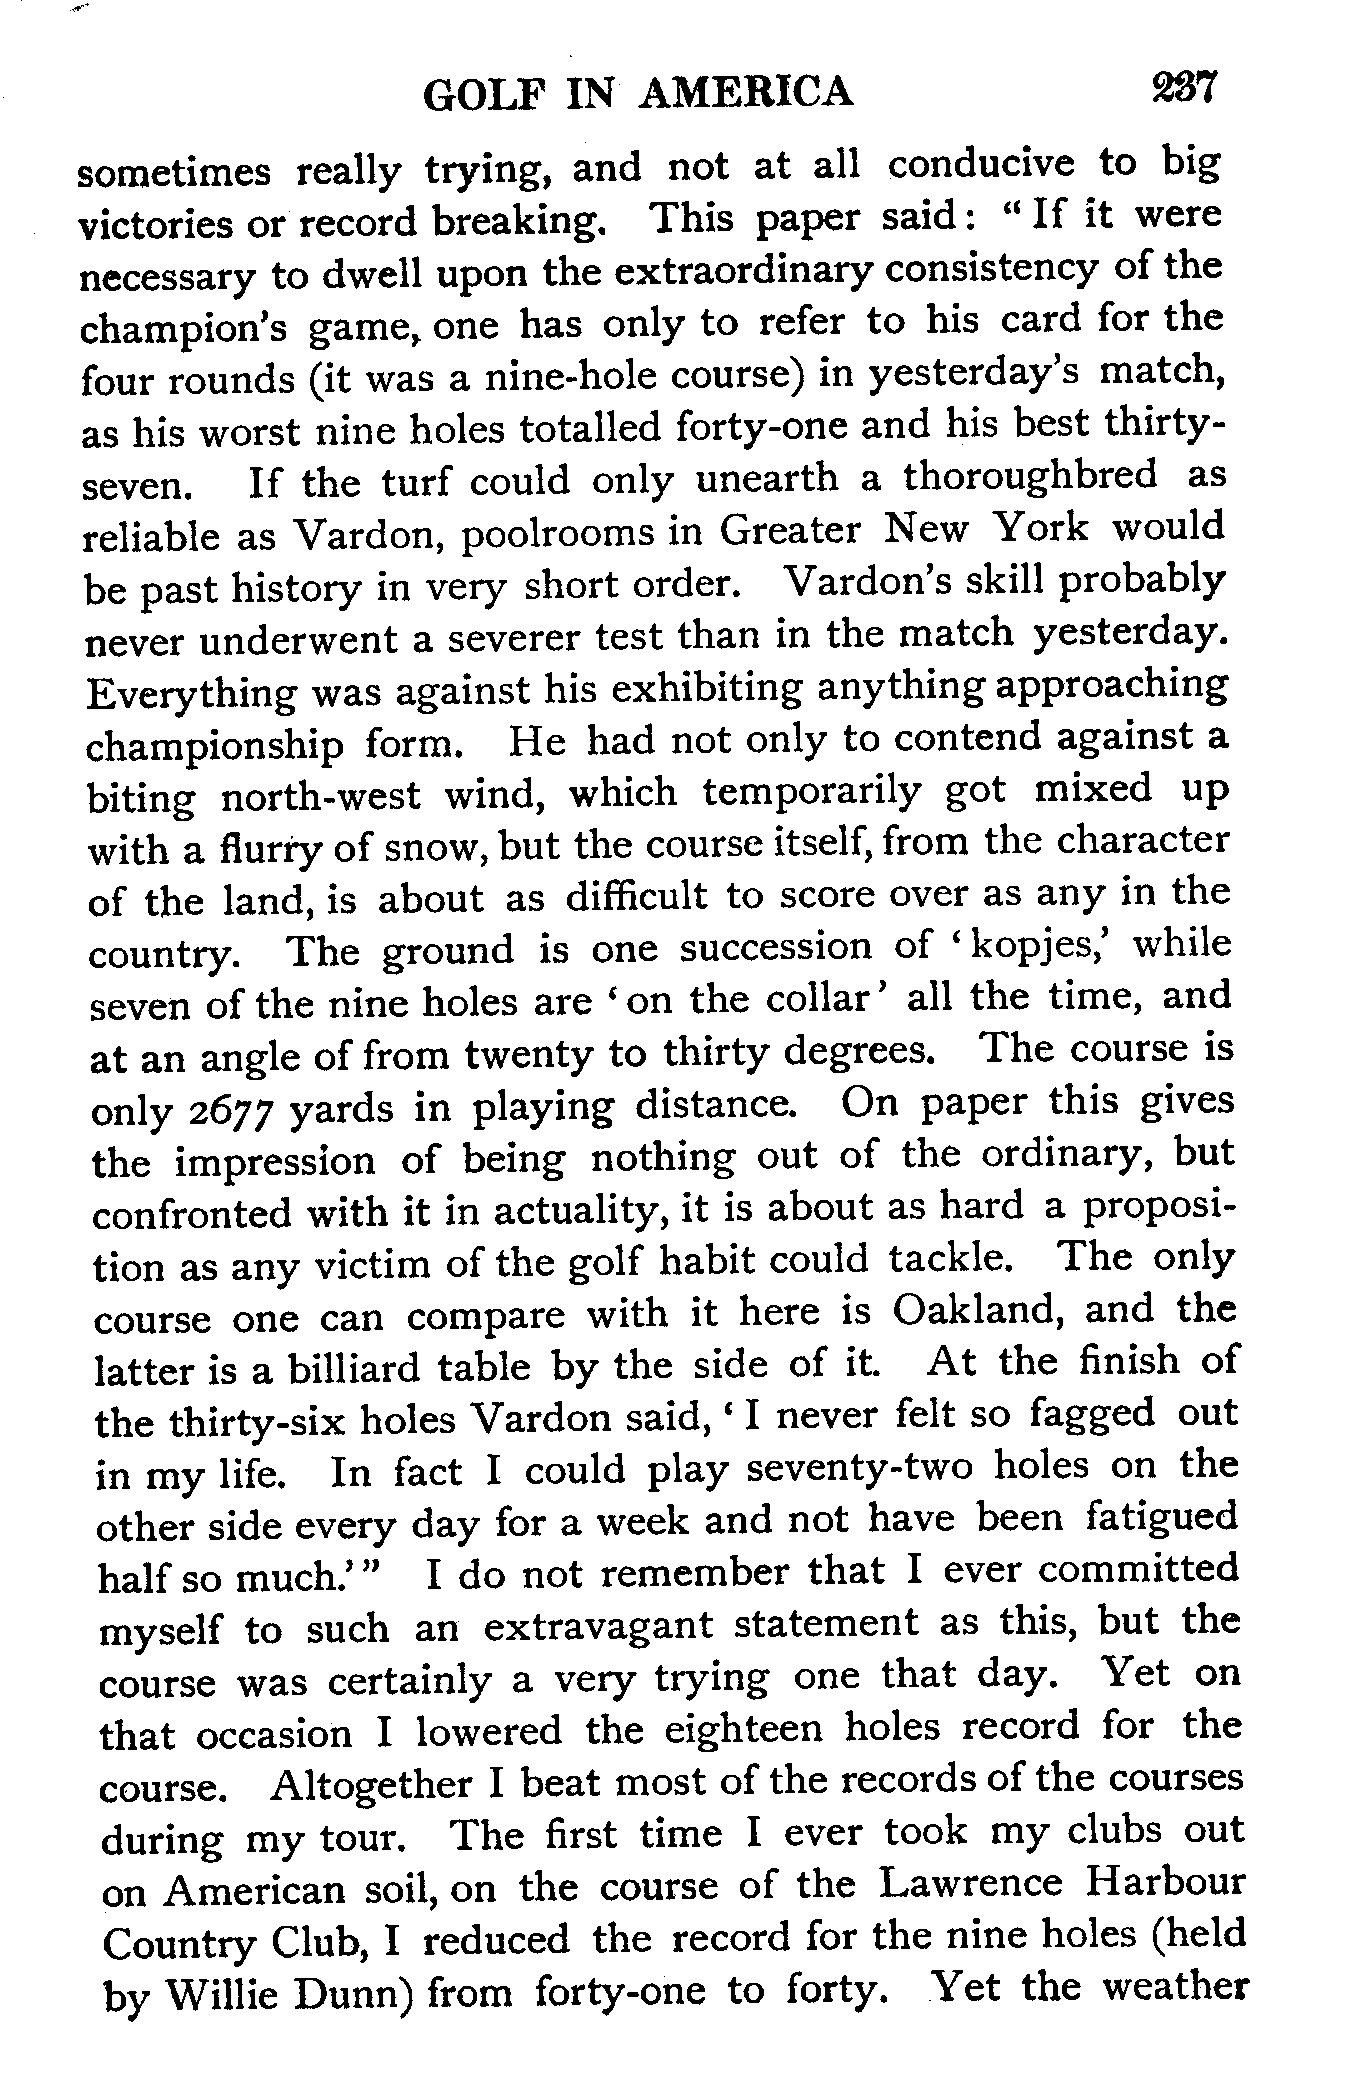 GOLF IN AMERICA 237
sometimes really trying, and not at all conducive to big
victories or record breaking. This paper said: “If it were
necessary to dwell upon the extraordinary consistency of the
champion's game, one has only to refer to his card for the
four rounds (it was a nine-hole course) in yesterday's match,
as his worst nine holes totalled forty-one and his best thirty-
seven. If the turf could only unearth a thoroughbred as
reliable as Vardon, poolrooms in Greater New York would
be past history in very short order. Vardon's skill probably
never underwent a severer test than in the match yesterday.
Everything was against his exhibiting anything approaching
championship form. He had not only to contend against a
biting north-west wind, which temporarily got mixed up
with a flurry of snow, but the course itself, from the character
of the land, is about as difficult to score over as any in the
country. The ground is one succession of ‘kopjes,’ while
seven of the nine holes are ‘on the collar’ all the time, and
at an angle of from twenty to thirty degrees. The course is
only 2677 yards in playing distance. On paper this gives
the impression of being nothing out of the ordinary, but
confronted with it in actuality, it is about as hard a proposi-
tion as any victim of the golf habit could tackle. The only
course one can compare with it here is Oakland, and the
latter is a billiard table by the side of it. At the finish of
the thirty-six holes Vardon said, ‘I never felt so fagged out
in my life. In fact I could play seventy-two holes on the
other side every day for a week and not have been fatigued
half so much.’” I do not remember that I ever committed
myself to such an extravagant statement as this, but the
course was certainly a very trying one that day. Yet on
that occasion I lowered the eighteen holes record for the
course. Altogether I beat most of the records of the courses
during my tour. The first time I ever took my clubs out
on American soil, on the course of the Lawrence Harbour
Country Club, I reduced the record for the nine holes (held
by Willie Dunn) from forty-one to forty. Yet the weather